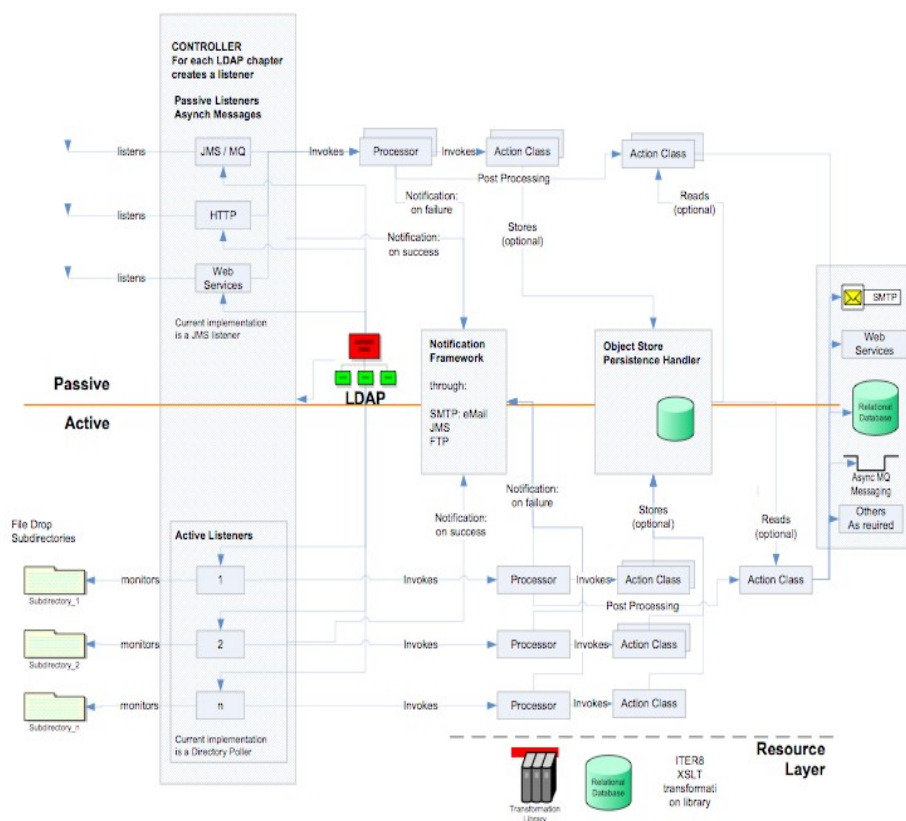 CONTROLLER
For each LDAP chapter
creates a listener
Passive Listeners
Asynch Messages
listens
JMS / MQ
Invokes
Processor
Invokes
Action Class
Action Class
Post Processing
Notification:
on failure
Reads
(optional)
listens
HTTP
Stores
(optional)
Notification:
on success
listens
Web
Services
Current implementation
is a JMS listener
SMTP
Web
Services
Relational
Database
Async MQ
Messaging
Others
As reuired
LDAP
Notification
Framework
through:
SMTP: eMail
JMS
FTP
Object Store
Persistence Handler
Passive
Active
Notification:
on failure
Notification:
on success
Stores
(optional)
Reads
(optional)
File Drop
Subdirectories
Active Listeners
Subdirectory_1
monitors
1
Invokes
Processor
Invokes
Action Class
Action Class
Post Processing
Subdirectory_2
monitors
2
Invokes
Processor
Invokes
Action Class
Subdirectory_n
monitors
n
Invokes
Processor
Invokes
Action Class
Current implementation
is a Directory Poller
Resource
Layer
Transformation
Library
Relational
Database
ITER8
XSLT
transformati
on library